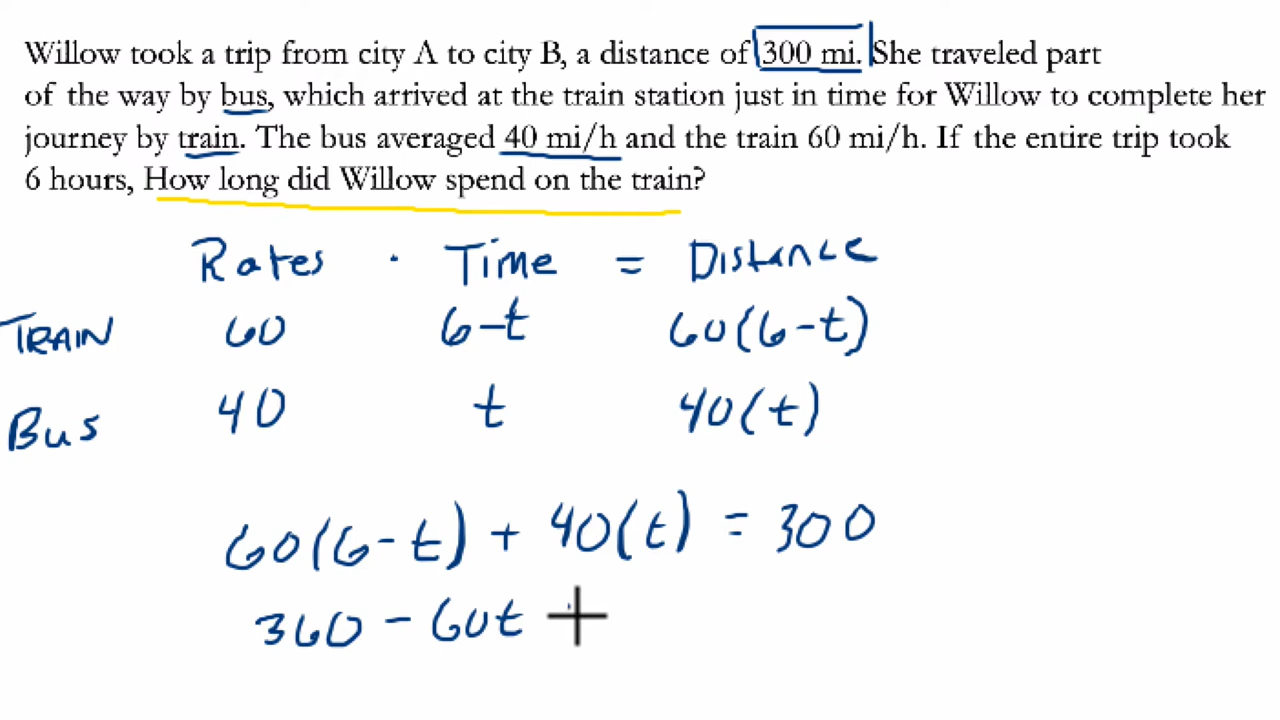 Willow took a trip from city A to city B, a distance of 300 mi. She traveled part
of the way by bus, which arrived at the train station just in time for Willow to complete her
journey by train. The bus averaged 40 mi/h and the train 60 mi/h. If the entire trip took
6 hours, How long did Willow spend on the train?
Rates · Time = Distance
TRAIN 60 6-t 60(6-t)
Bus 40 t 40(t)
60(6-t) + 40(t) = 300
360 - 60t +